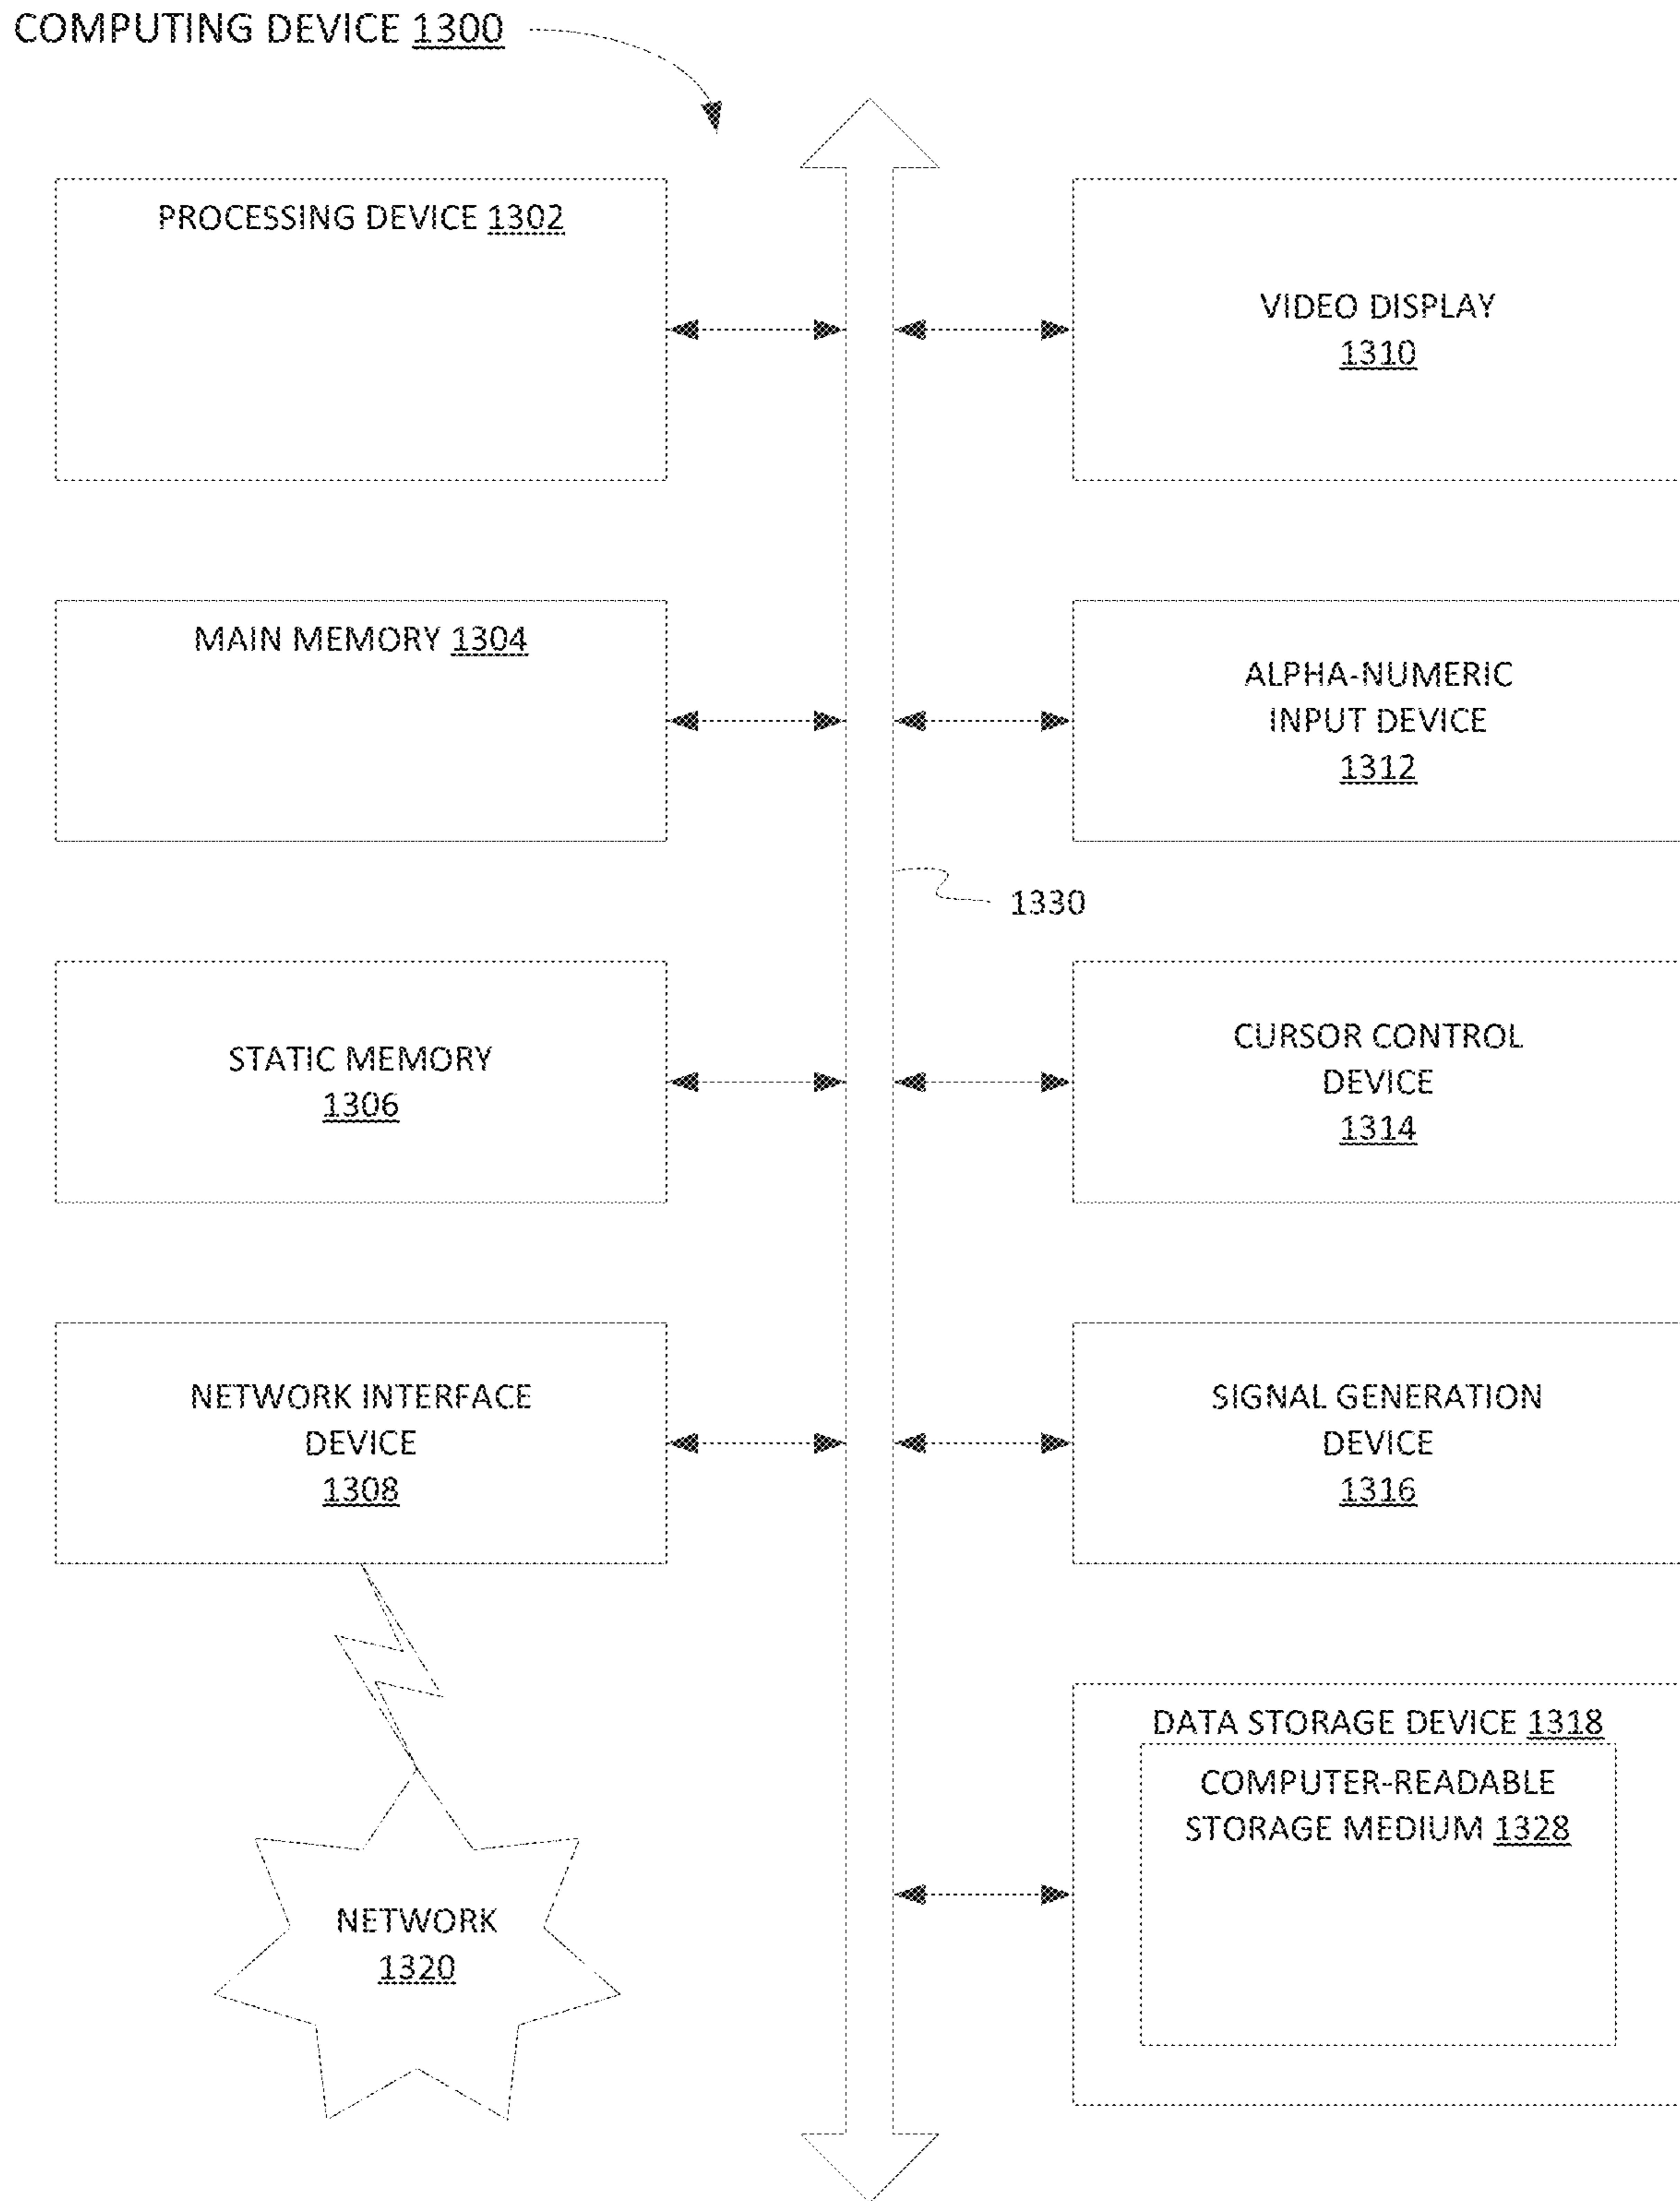 COMPUTING DEVICE 1300
PROCESSING DEVICE 1302
VIDEO DISPLAY
1310
MAIN MEMORY 1304
ALPHA-NUMERIC
INPUT DEVICE
1312
1330
STATIC MEMORY
1306
CURSOR CONTROL
DEVICE
1314
NETWORK INTERFACE
DEVICE
1308
SIGNAL GENERATION
DEVICE
1316
DATA STORAGE DEVICE 1318
COMPUTER-READABLE
STORAGE MEDIUM 1328
NETWORK
1320